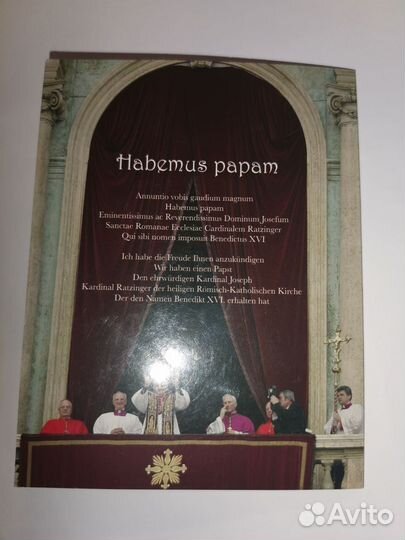 Habemus papam
Annuntio vobis gaudium magnum
Habemus papam
Eminentissimus ac Reverendissimus Dominum Josefum
Sanctae Romanae Ecclesiae Cardinalem Ratzinger
Qui sibi nomen imposuit Benedictus XVI
Ich habe die Freude Ihnen anzukündigen
Wir haben einen Papst
Den ehrwürdigen Kardinal Joseph
Kardinal Ratzinger der heiligen Römisch-Katholischen Kirche
Der den Namen Benedikt XVI. erhalten hat
Avito